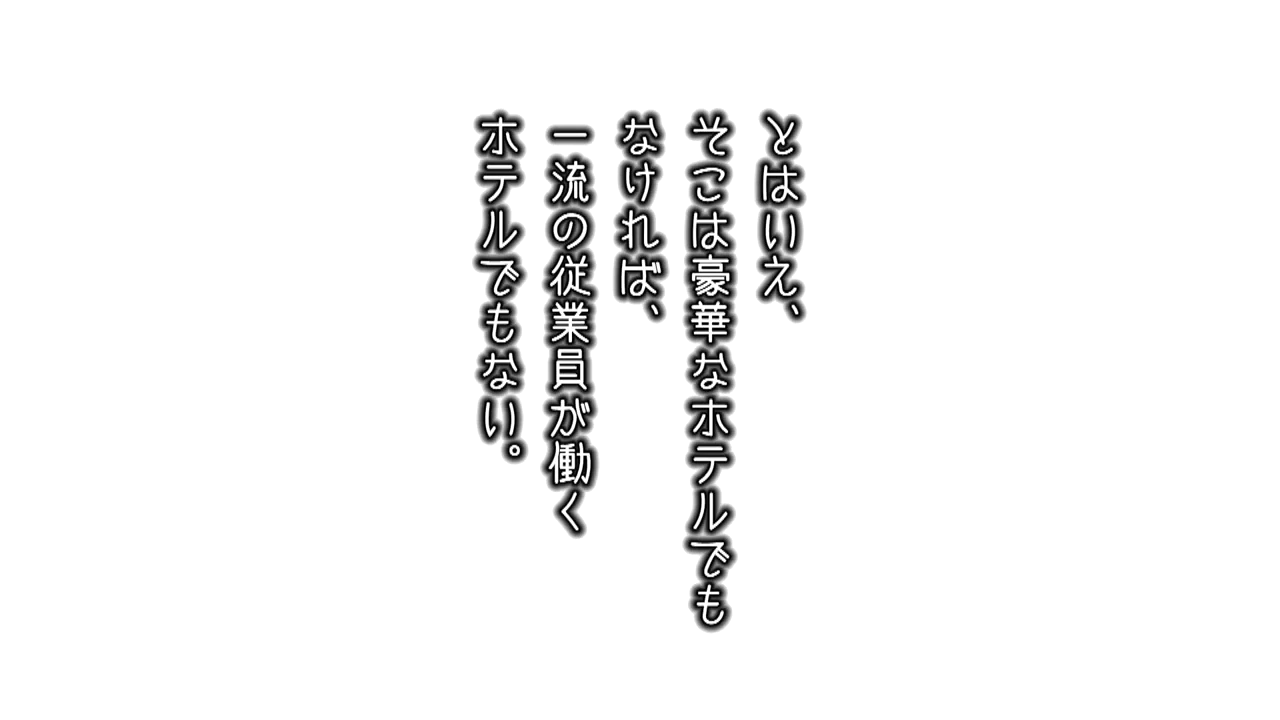 とはいえ、
そこは豪華なホテルでも
なければ、
一流の従業員が働く
ホテルでもない。